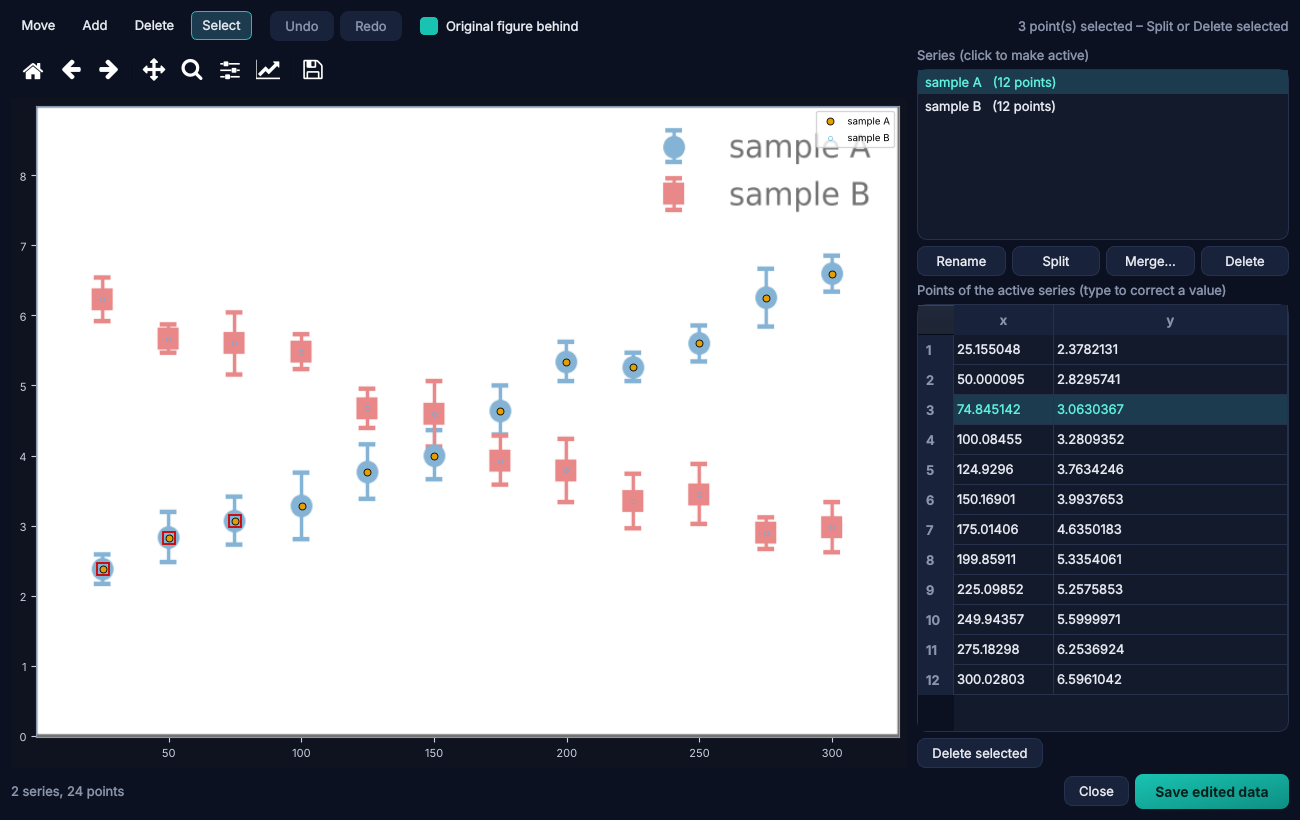 Move Add Delete Select Undo Redo Original figure behind 3 point(s) selected – Split or Delete selected
Series (click to make active)
sample A (12 points)
sample B (12 points)
Rename Split Merge... Delete
Points of the active series (type to correct a value)
x y
1 25.155048 2.3782131
2 50.000095 2.8295741
3 74.845142 3.0630367
4 100.08455 3.2809352
5 124.9296 3.7634246
6 150.16901 3.9937653
7 175.01406 4.6350183
8 199.85911 5.3354061
9 225.09852 5.2575853
10 249.94357 5.5999971
11 275.18298 6.2536924
12 300.02803 6.5961042
Delete selected
sample A
sample B
sample A
sample B
8
7
6
5
4
3
2
1
0
50 100 150 200 250 300
2 series, 24 points Close Save edited data